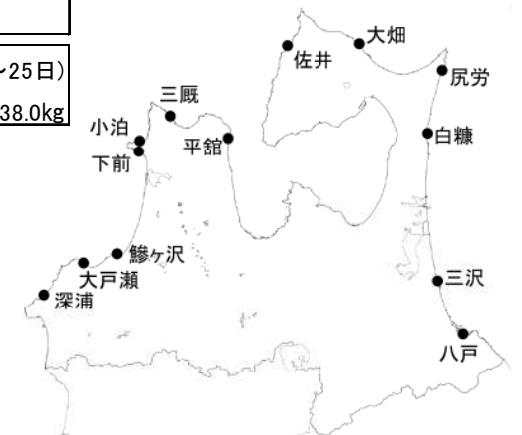 大畑
佐井
～25日)
尻労
三厩
38.0kg
小泊
白糠
平舘
下前
鰺ヶ沢
大戸瀬
三沢
深浦
八戸